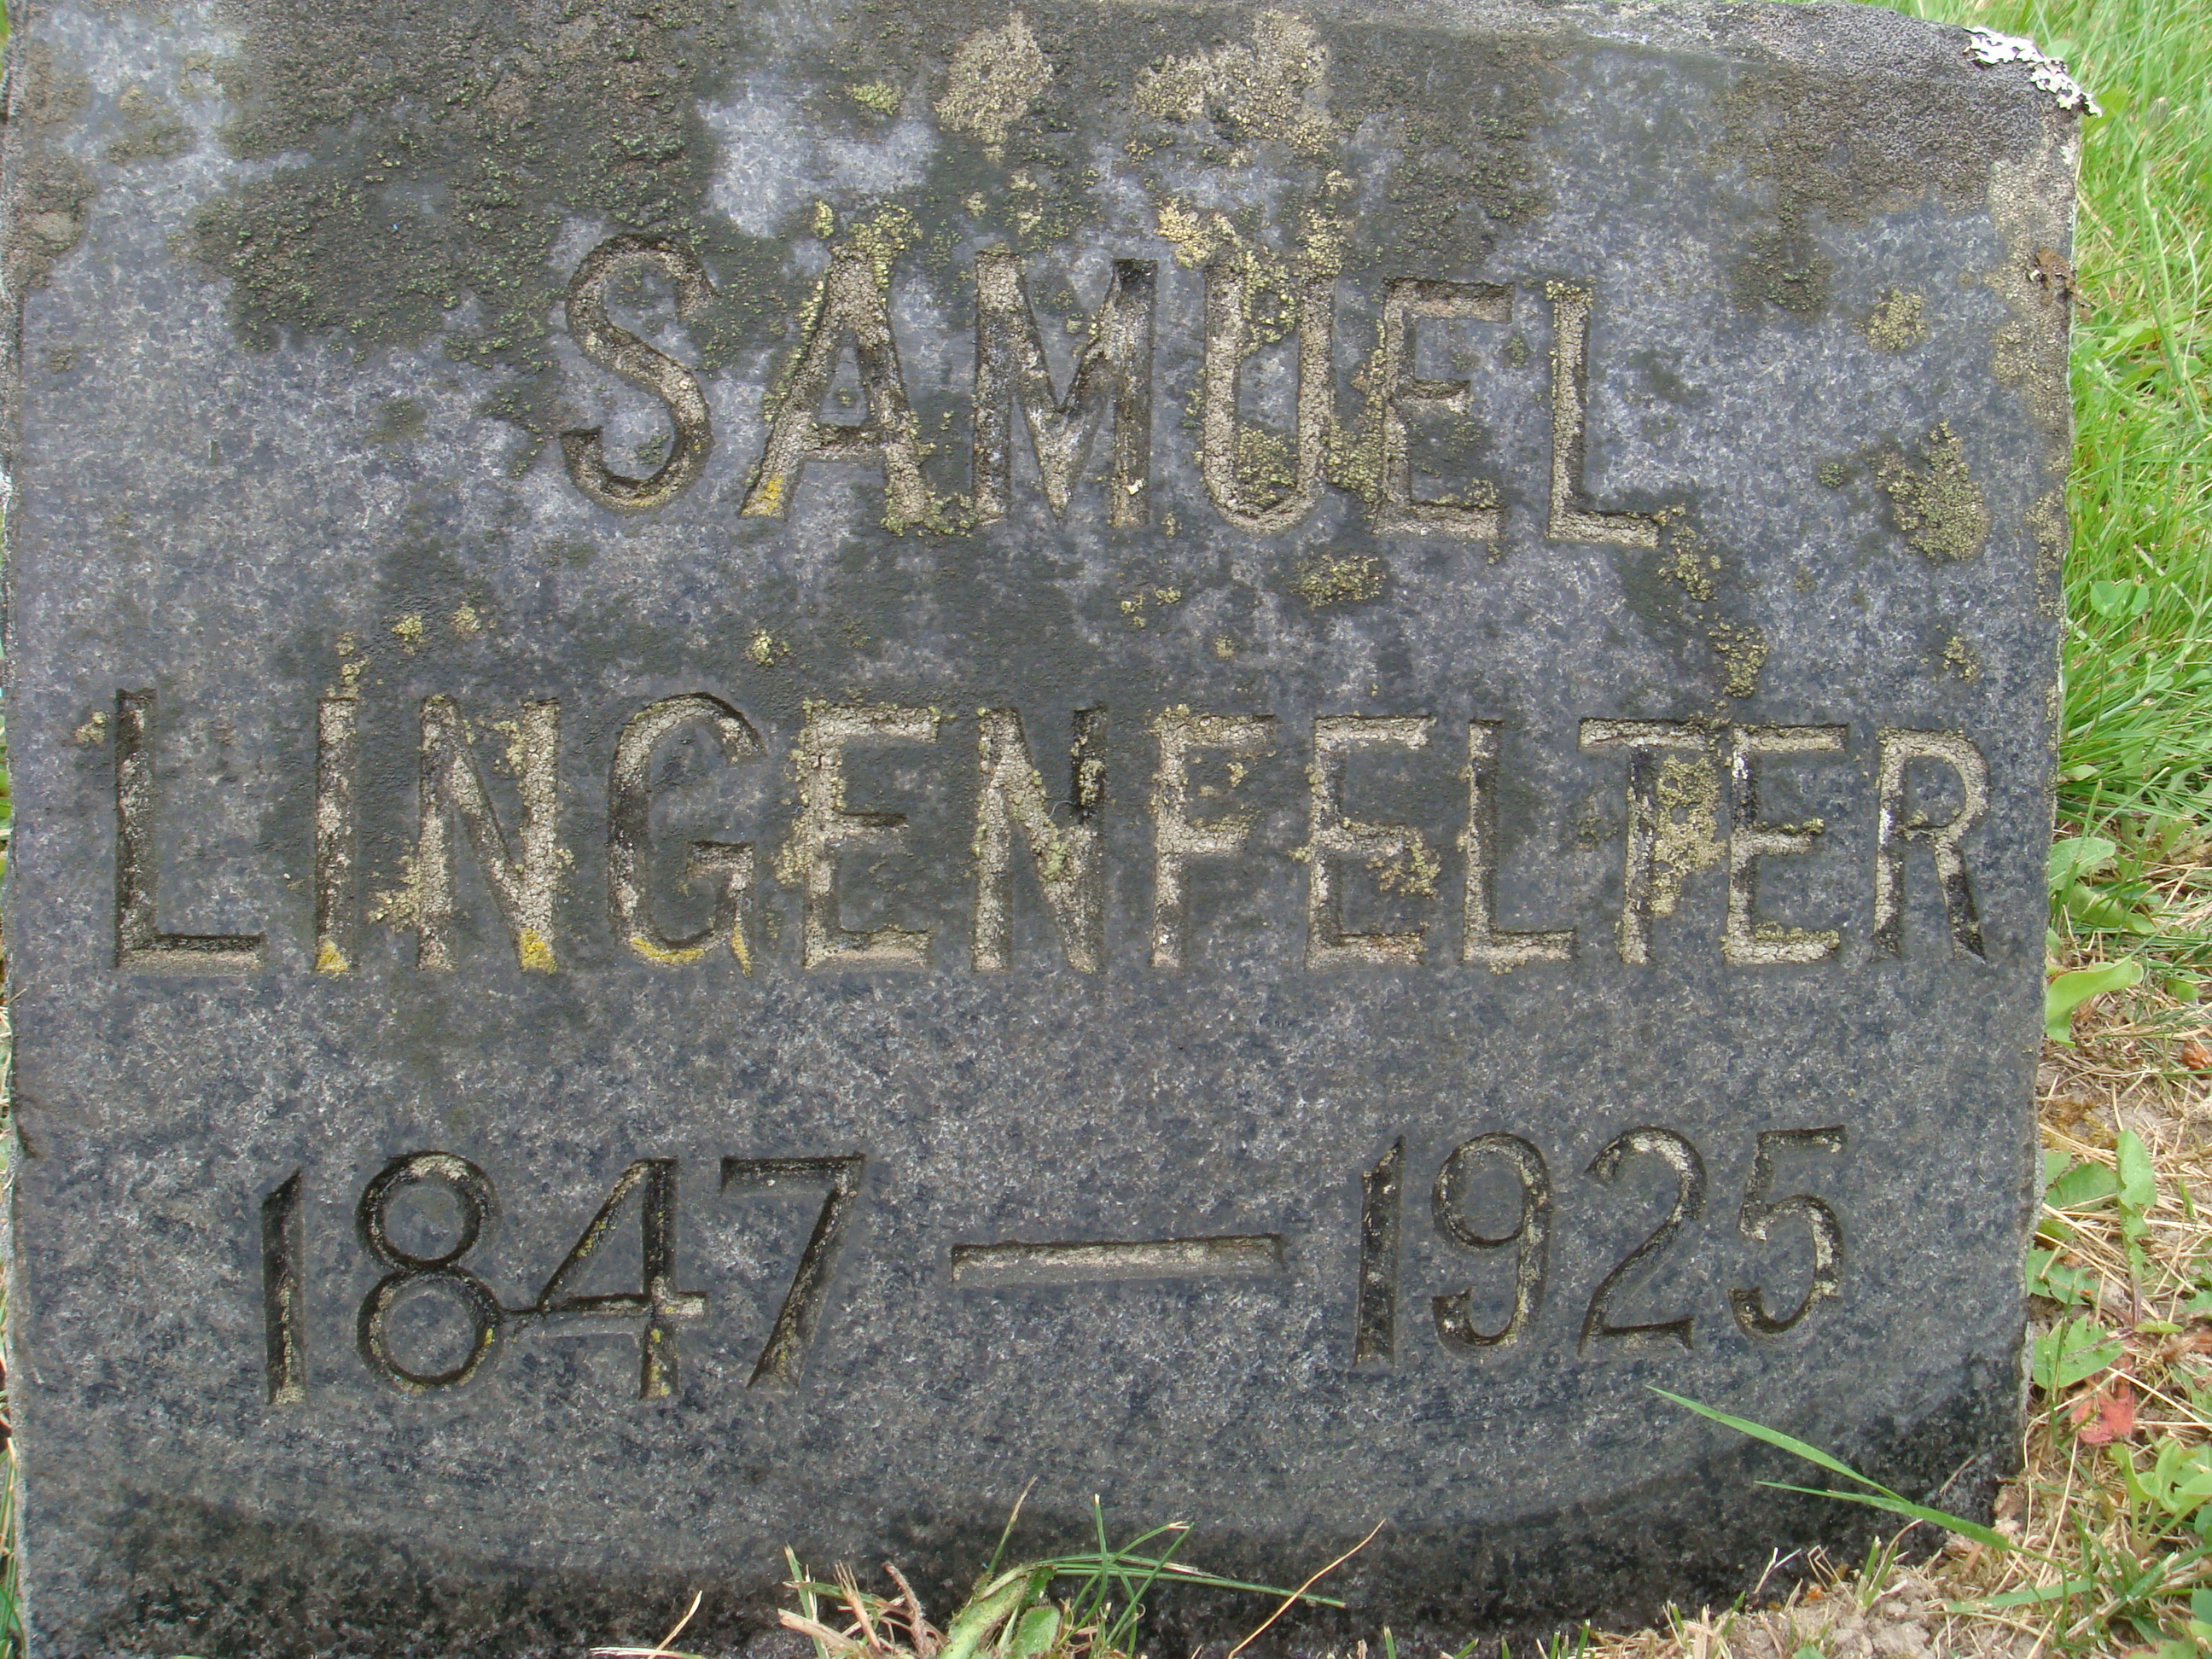 SAMUEL
LINGENFELTER
1847 — 1925